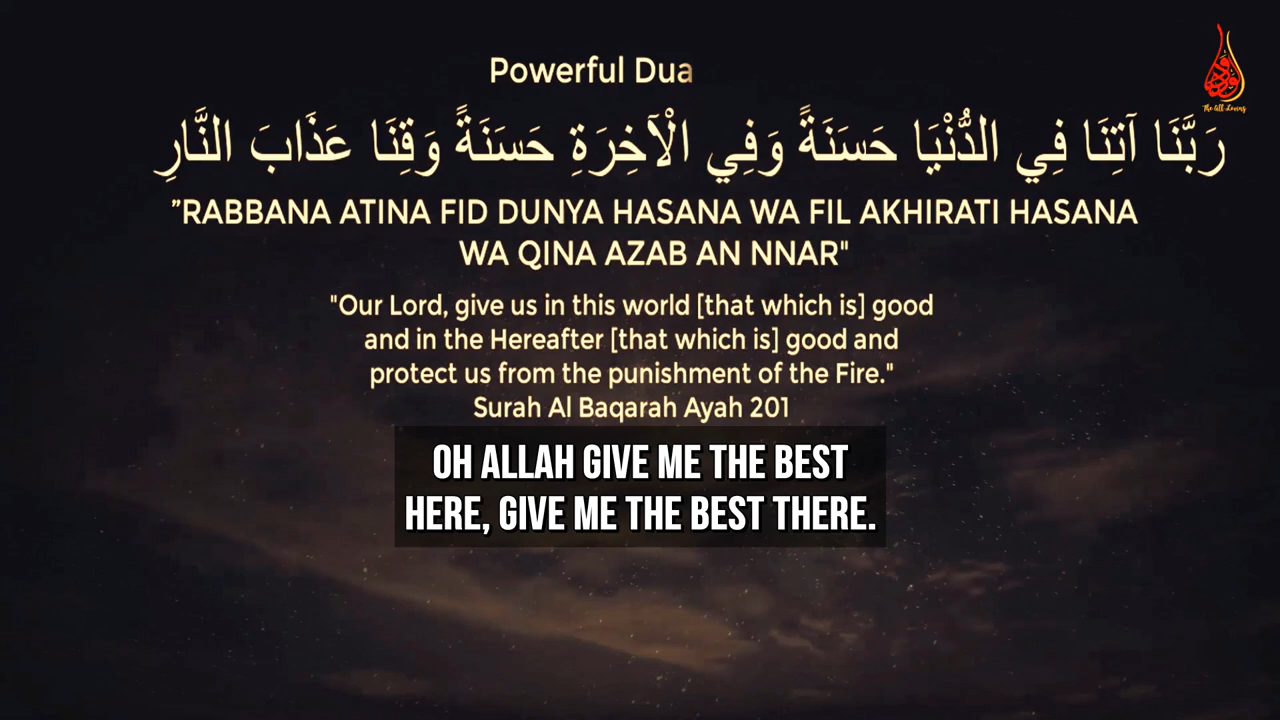 Powerful Dua
رَبَّنَا آتِنَا فِي الدُّنْيَا حَسَنَةً وَفِي الْآخِرَةِ حَسَنَةً وَقِنَا عَذَابَ النَّارِ
”RABBANA ATINA FID DUNYA HASANA WA FIL AKHIRATI HASANA
WA QINA AZAB AN NNAR"
"Our Lord, give us in this world [that which is] good
and in the Hereafter [that which is] good and
protect us from the punishment of the Fire."
Surah Al Baqarah Ayah 201
OH ALLAH GIVE ME THE BEST
HERE, GIVE ME THE BEST THERE.
The All Loving